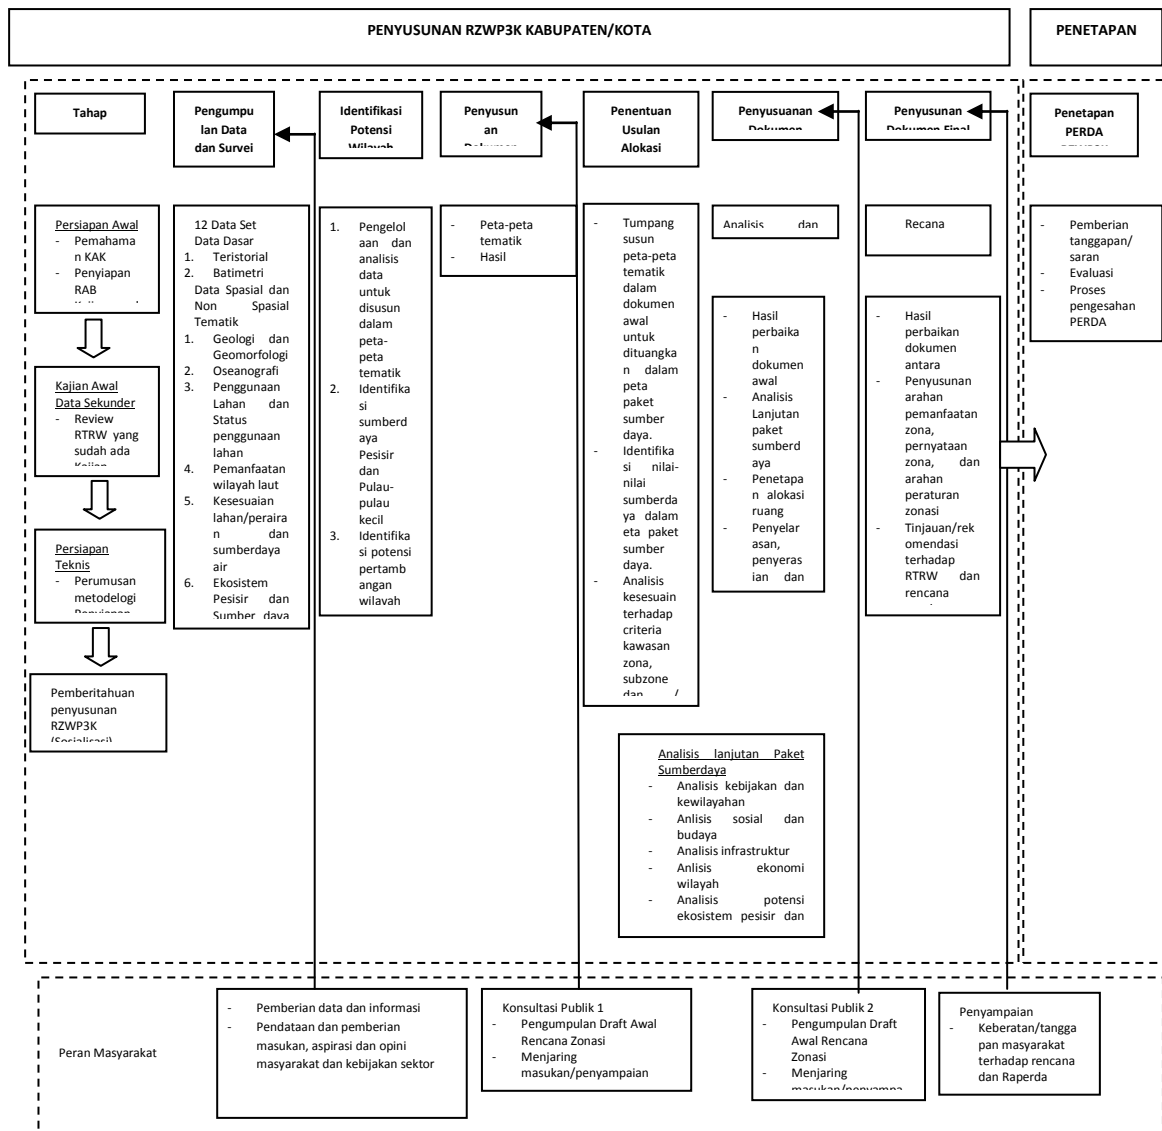 PENYUSUNAN RZWP3K KABUPATEN/KOTA
PENETAPAN
Tahap
Pengumpu
lan Data
dan Survei
Identifikasi
Potensi
Wilayah
Penyusun
an
Dokumen
Penentuan
Usulan
Alokasi
Penyusuanan
Dokumen
Penyusunan
Dokumen Final
Penetapan
PERDA
Persiapan Awal
- Pemahama
n KAK
- Penyiapan
RAB
Kajian Awal
Data Sekunder
- Review
RTRW yang
sudah ada
Kajian
Persiapan
Teknis
- Perumusan
metodelogi
Penyiapan
Pemberitahuan
penyusunan
RZWP3K
(Sosialisasi)
12 Data Set
Data Dasar
1. Teristorial
2. Batimetri
Data Spasial dan
Non Spasial
Tematik
1. Geologi dan
Geomorfologi
2. Oseanografi
3. Penggunaan
Lahan dan
Status
penggunaan
lahan
4. Pemanfaatan
wilayah laut
5. Kesesuaian
lahan/peraira
n dan
sumberdaya
air
6. Ekosistem
Pesisir dan
Sumber daya
1. Pengelol
aan dan
analisis
data
untuk
disusun
dalam
peta-
peta
tematik
2. Identifika
si
sumberd
aya
Pesisir
dan
Pulau-
pulau
kecil
3. Identifika
si potensi
pertamb
angan
wilayah
- Peta-peta
tematik
- Hasil
- Tumpang
susun
peta-peta
tematik
dalam
dokumen
awal
untuk
dituangka
n dalam
peta
paket
sumber
daya.
- Identifika
si nilai-
nilai
sumberda
ya dalam
eta paket
sumber
daya.
- Analisis
kesesuain
terhadap
criteria
kawasan
zona,
subzone
dan /
Analisis dan
- Hasil
perbaika
n
dokumen
awal
- Analisis
Lanjutan
paket
sumberd
aya
- Penetapa
n alokasi
ruang
- Penyelar
asan,
penyeras
ian dan
Recana
- Hasil
perbaikan
dokumen
antara
- Penyusunan
arahan
pemanfaatan
zona,
pernyataan
zona, dan
arahan
peraturan
zonasi
- Tinjauan/rek
omendasi
terhadap
RTRW dan
rencana
- Pemberian
tanggapan/
saran
- Evaluasi
- Proses
pengesahan
PERDA
Analisis lanjutan Paket
Sumberdaya
- Analisis kebijakan dan
kewilayahan
- Anlisis sosial dan
budaya
- Analisis infrastruktur
- Anlisis ekonomi
wilayah
- Analisis potensi
ekosistem pesisir dan
Peran Masyarakat
- Pemberian data dan informasi
- Pendataan dan pemberian
masukan, aspirasi dan opini
masyarakat dan kebijakan sektor
Konsultasi Publik 1
- Pengumpulan Draft Awal
Rencana Zonasi
- Menjaring
masukan/penyampaian
Konsultasi Publik 2
- Pengumpulan Draft
Awal Rencana
Zonasi
- Menjaring
masukan/penyampa
Penyampaian
- Keberatan/tangga
pan masyarakat
terhadap rencana
dan Raperda